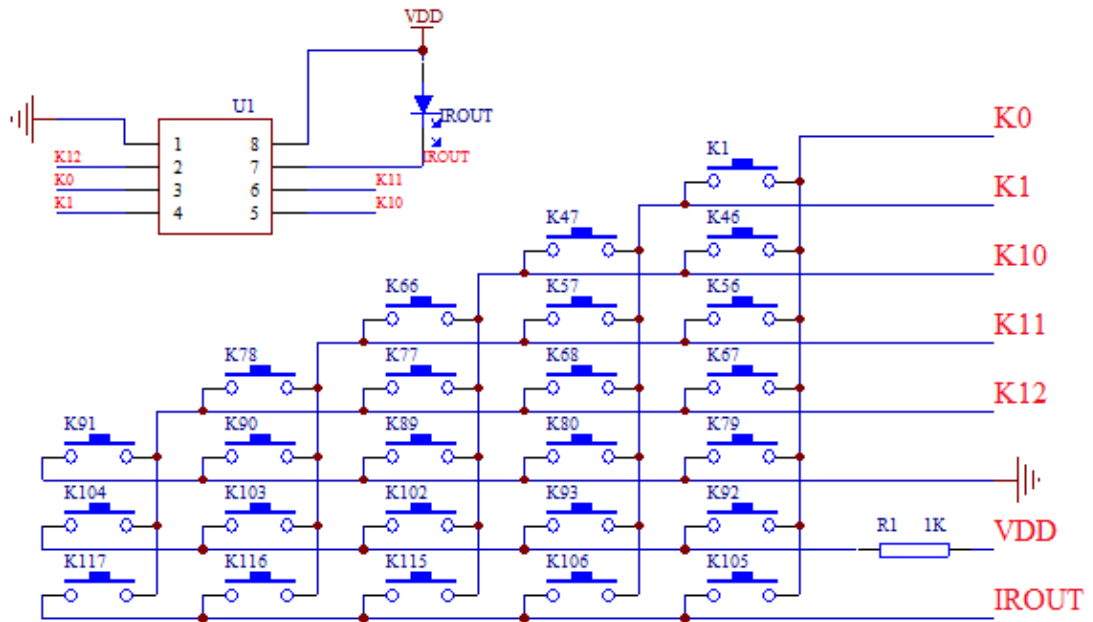 VDD
U1
IROUT
IROUT
1 8
K12 2 7
K0 3 6 K11
K1 4 5 K10
K0
K1
K1
K47 K46
K10
K66 K57 K56
K11
K78 K77 K68 K67
K12
K91 K90 K89 K80 K79
K104 K103 K102 K93 K92
R1 1K VDD
K117 K116 K115 K106 K105
IROUT